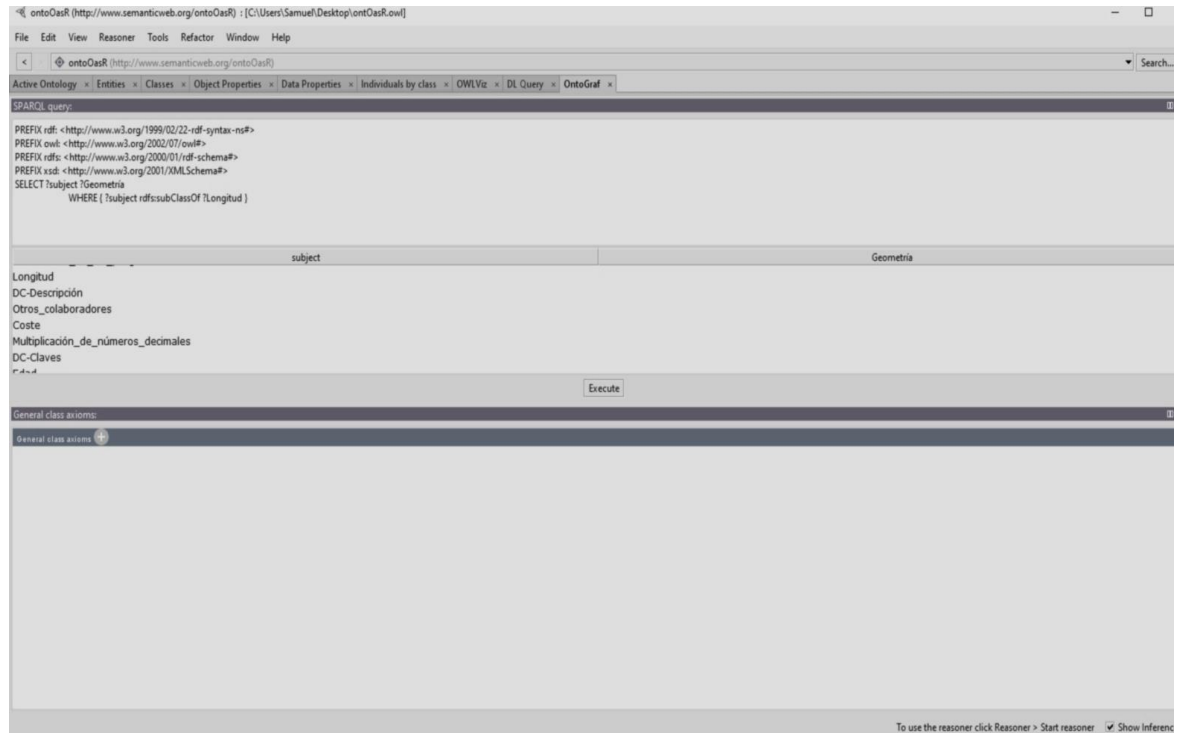 ontoOasR (http://www.semanticweb.org/ontoOasR) : [C:\Users\Samuel\Desktop\ontOasR.owl]
File Edit View Reasoner Tools Refactor Window Help
< ontoOasR (http://www.semanticweb.org/ontoOasR) Search...
Active Ontology × Entities × Classes × Object Properties × Data Properties × Individuals by class × OWLViz × DL Query × OntoGraf ×
SPARQL query:
PREFIX rdf: <http://www.w3.org/1999/02/22-rdf-syntax-ns#>
PREFIX owl: <http://www.w3.org/2002/07/owl#>
PREFIX rdfs: <http://www.w3.org/2000/01/rdf-schema#>
PREFIX xsd: <http://www.w3.org/2001/XMLSchema#>
SELECT ?subject ?Geometría
WHERE { ?subject rdfs:subClassOf ?Longitud }
subject Geometría
Longitud
DC-Descripción
Otros_colaboradores
Coste
Multiplicación_de_números_decimales
DC-Claves
Edad
Execute
General class axioms:
General class axioms
To use the reasoner click Reasoner > Start reasoner Show Inferenc